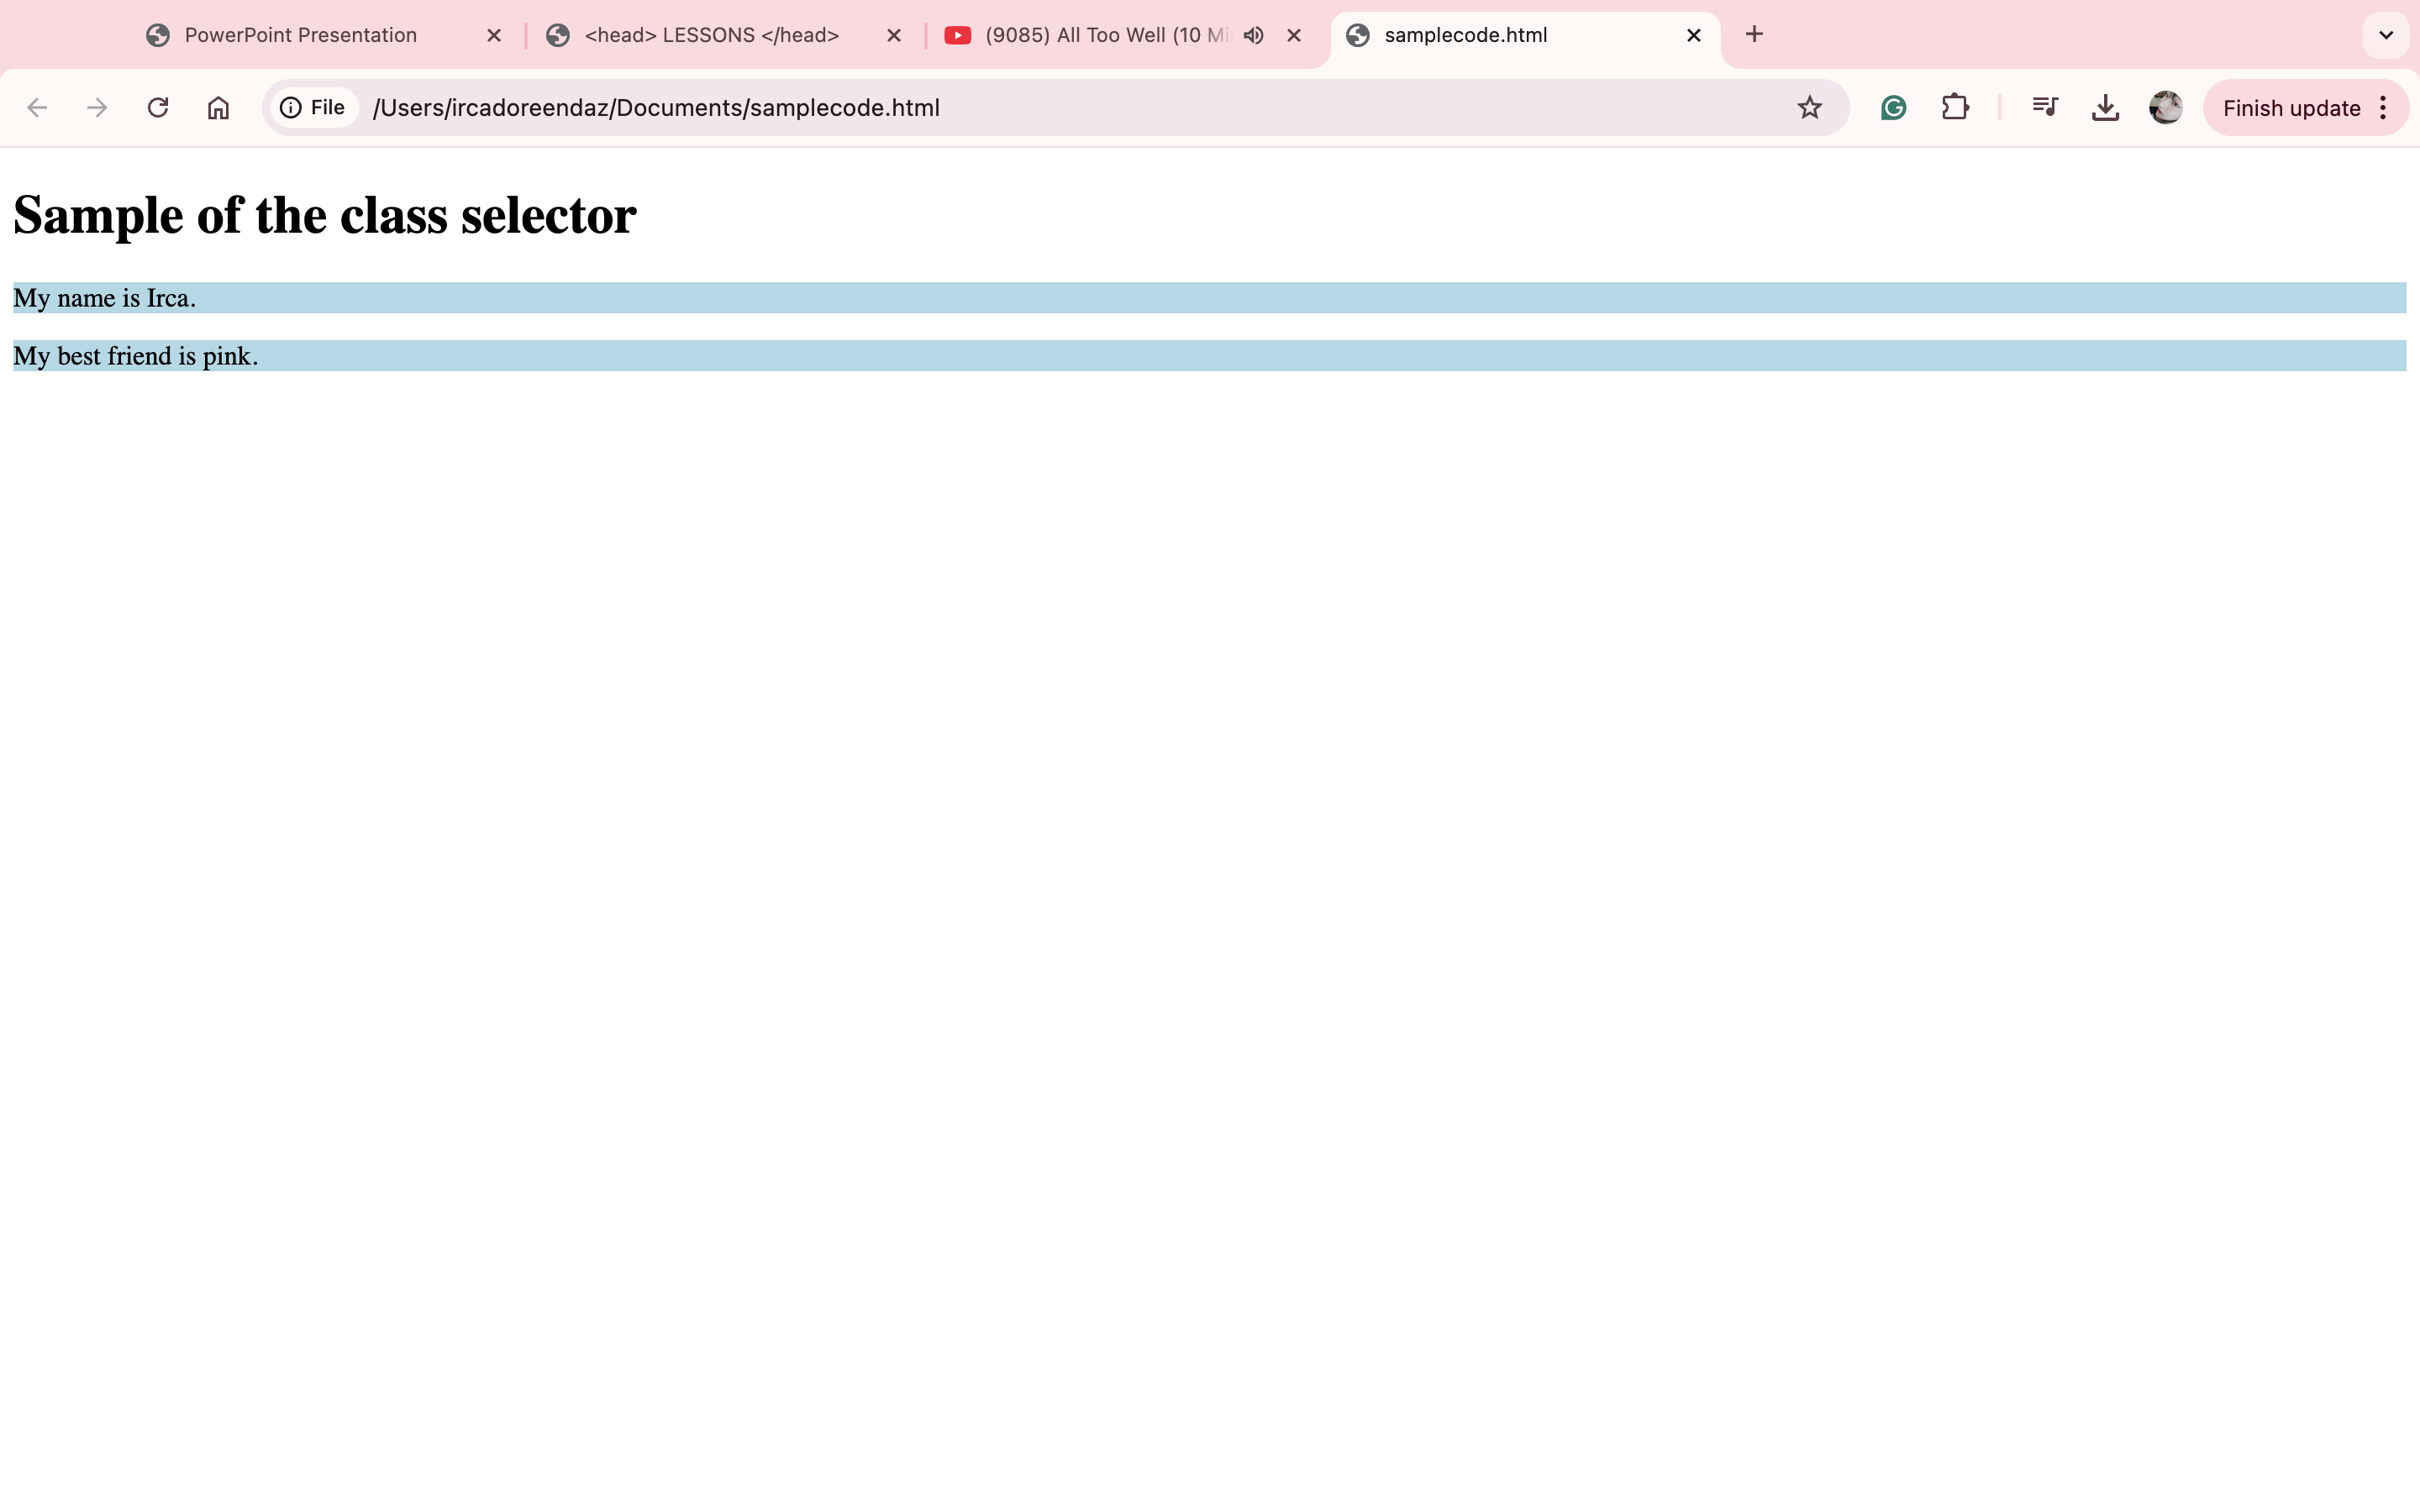 PowerPoint Presentation
<head> LESSONS </head>
(9085) All Too Well (10 Mi
samplecode.html
File
/Users/ircadoreendaz/Documents/samplecode.html
Finish update
Sample of the class selector
My name is Irca.
My best friend is pink.